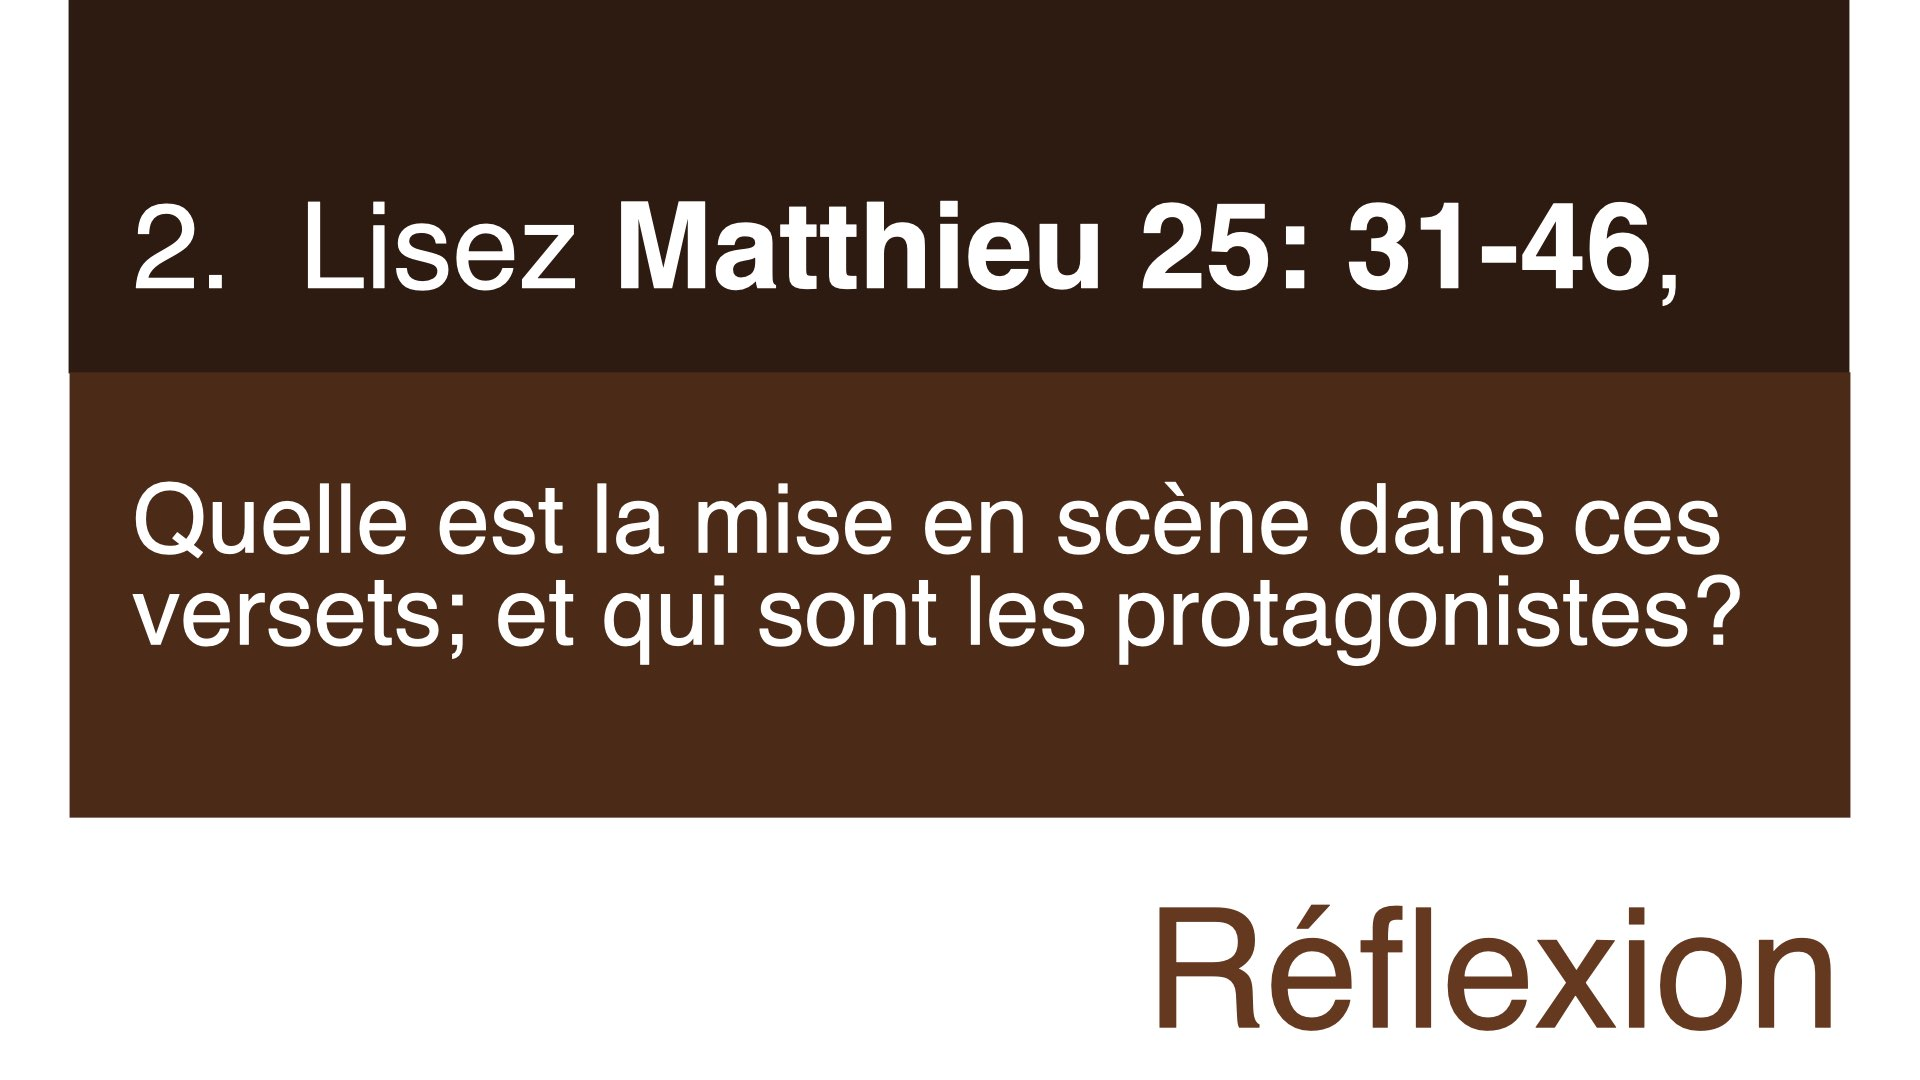 2. Lisez Matthieu 25: 31-46,
Quelle est la mise en scène dans ces
versets; et qui sont les protagonistes?
Réflexion